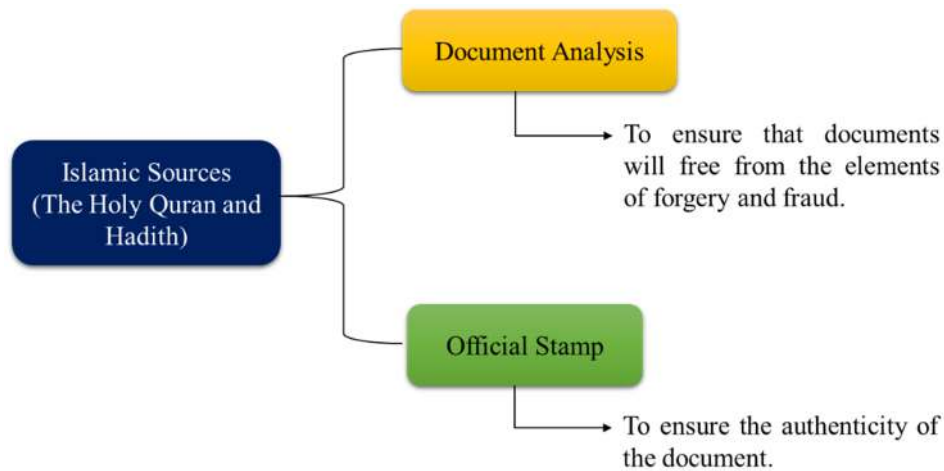 Document Analysis
To ensure that documents
will free from the elements
of forgery and fraud.
Islamic Sources
(The Holy Quran and
Hadith)
Official Stamp
To ensure the authenticity of
the document.